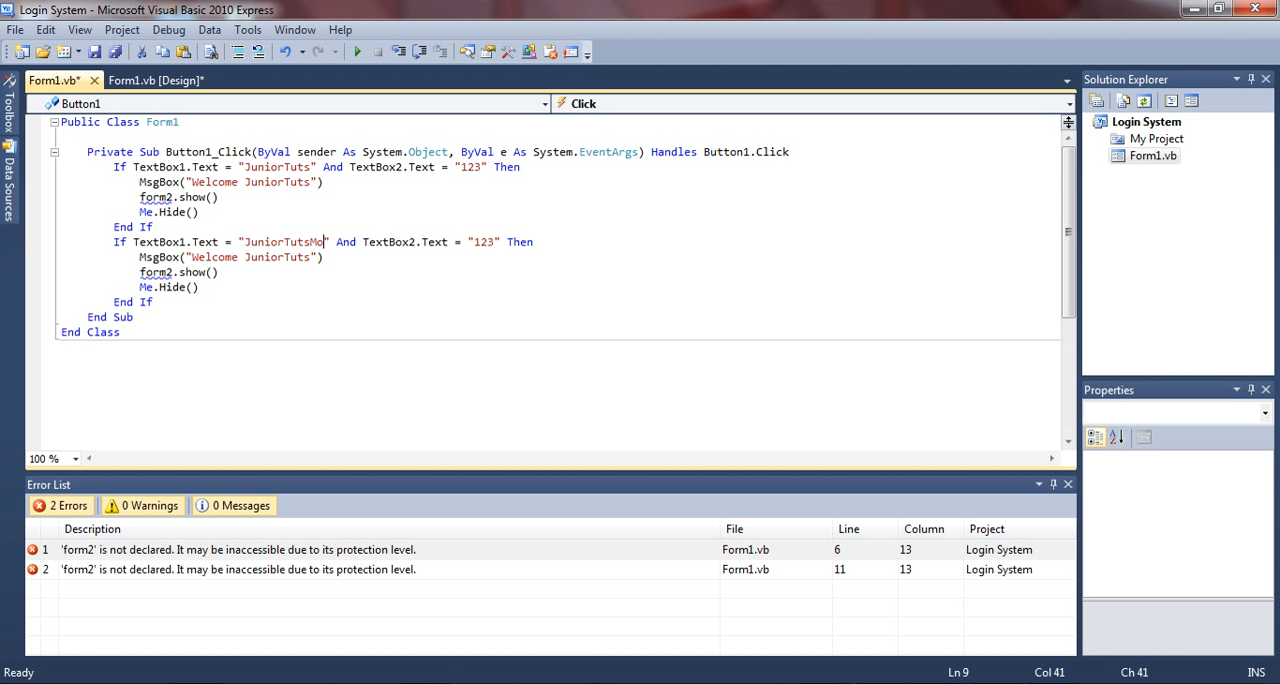 Login System - Microsoft Visual Basic 2010 Express
File Edit View Project Debug Data Tools Window Help
Form1.vb* Form1.vb [Design]*
Toolbox
Data Sources
Button1 Click
Public Class Form1
Private Sub Button1_Click(ByVal sender As System.Object, ByVal e As System.EventArgs) Handles Button1.Click
If TextBox1.Text = "JuniorTuts" And TextBox2.Text = "123" Then
MsgBox("Welcome JuniorTuts")
form2.show()
Me.Hide()
End If
If TextBox1.Text = "JuniorTutsMo" And TextBox2.Text = "123" Then
MsgBox("Welcome JuniorTuts")
form2.show()
Me.Hide()
End If
End Sub
End Class
100 %
Solution Explorer
Login System
My Project
Form1.vb
Properties
Error List
2 Errors 0 Warnings 0 Messages
Description File Line Column Project
1 'form2' is not declared. It may be inaccessible due to its protection level. Form1.vb 6 13 Login System
2 'form2' is not declared. It may be inaccessible due to its protection level. Form1.vb 11 13 Login System
Ready Ln 9 Col 41 Ch 41 INS